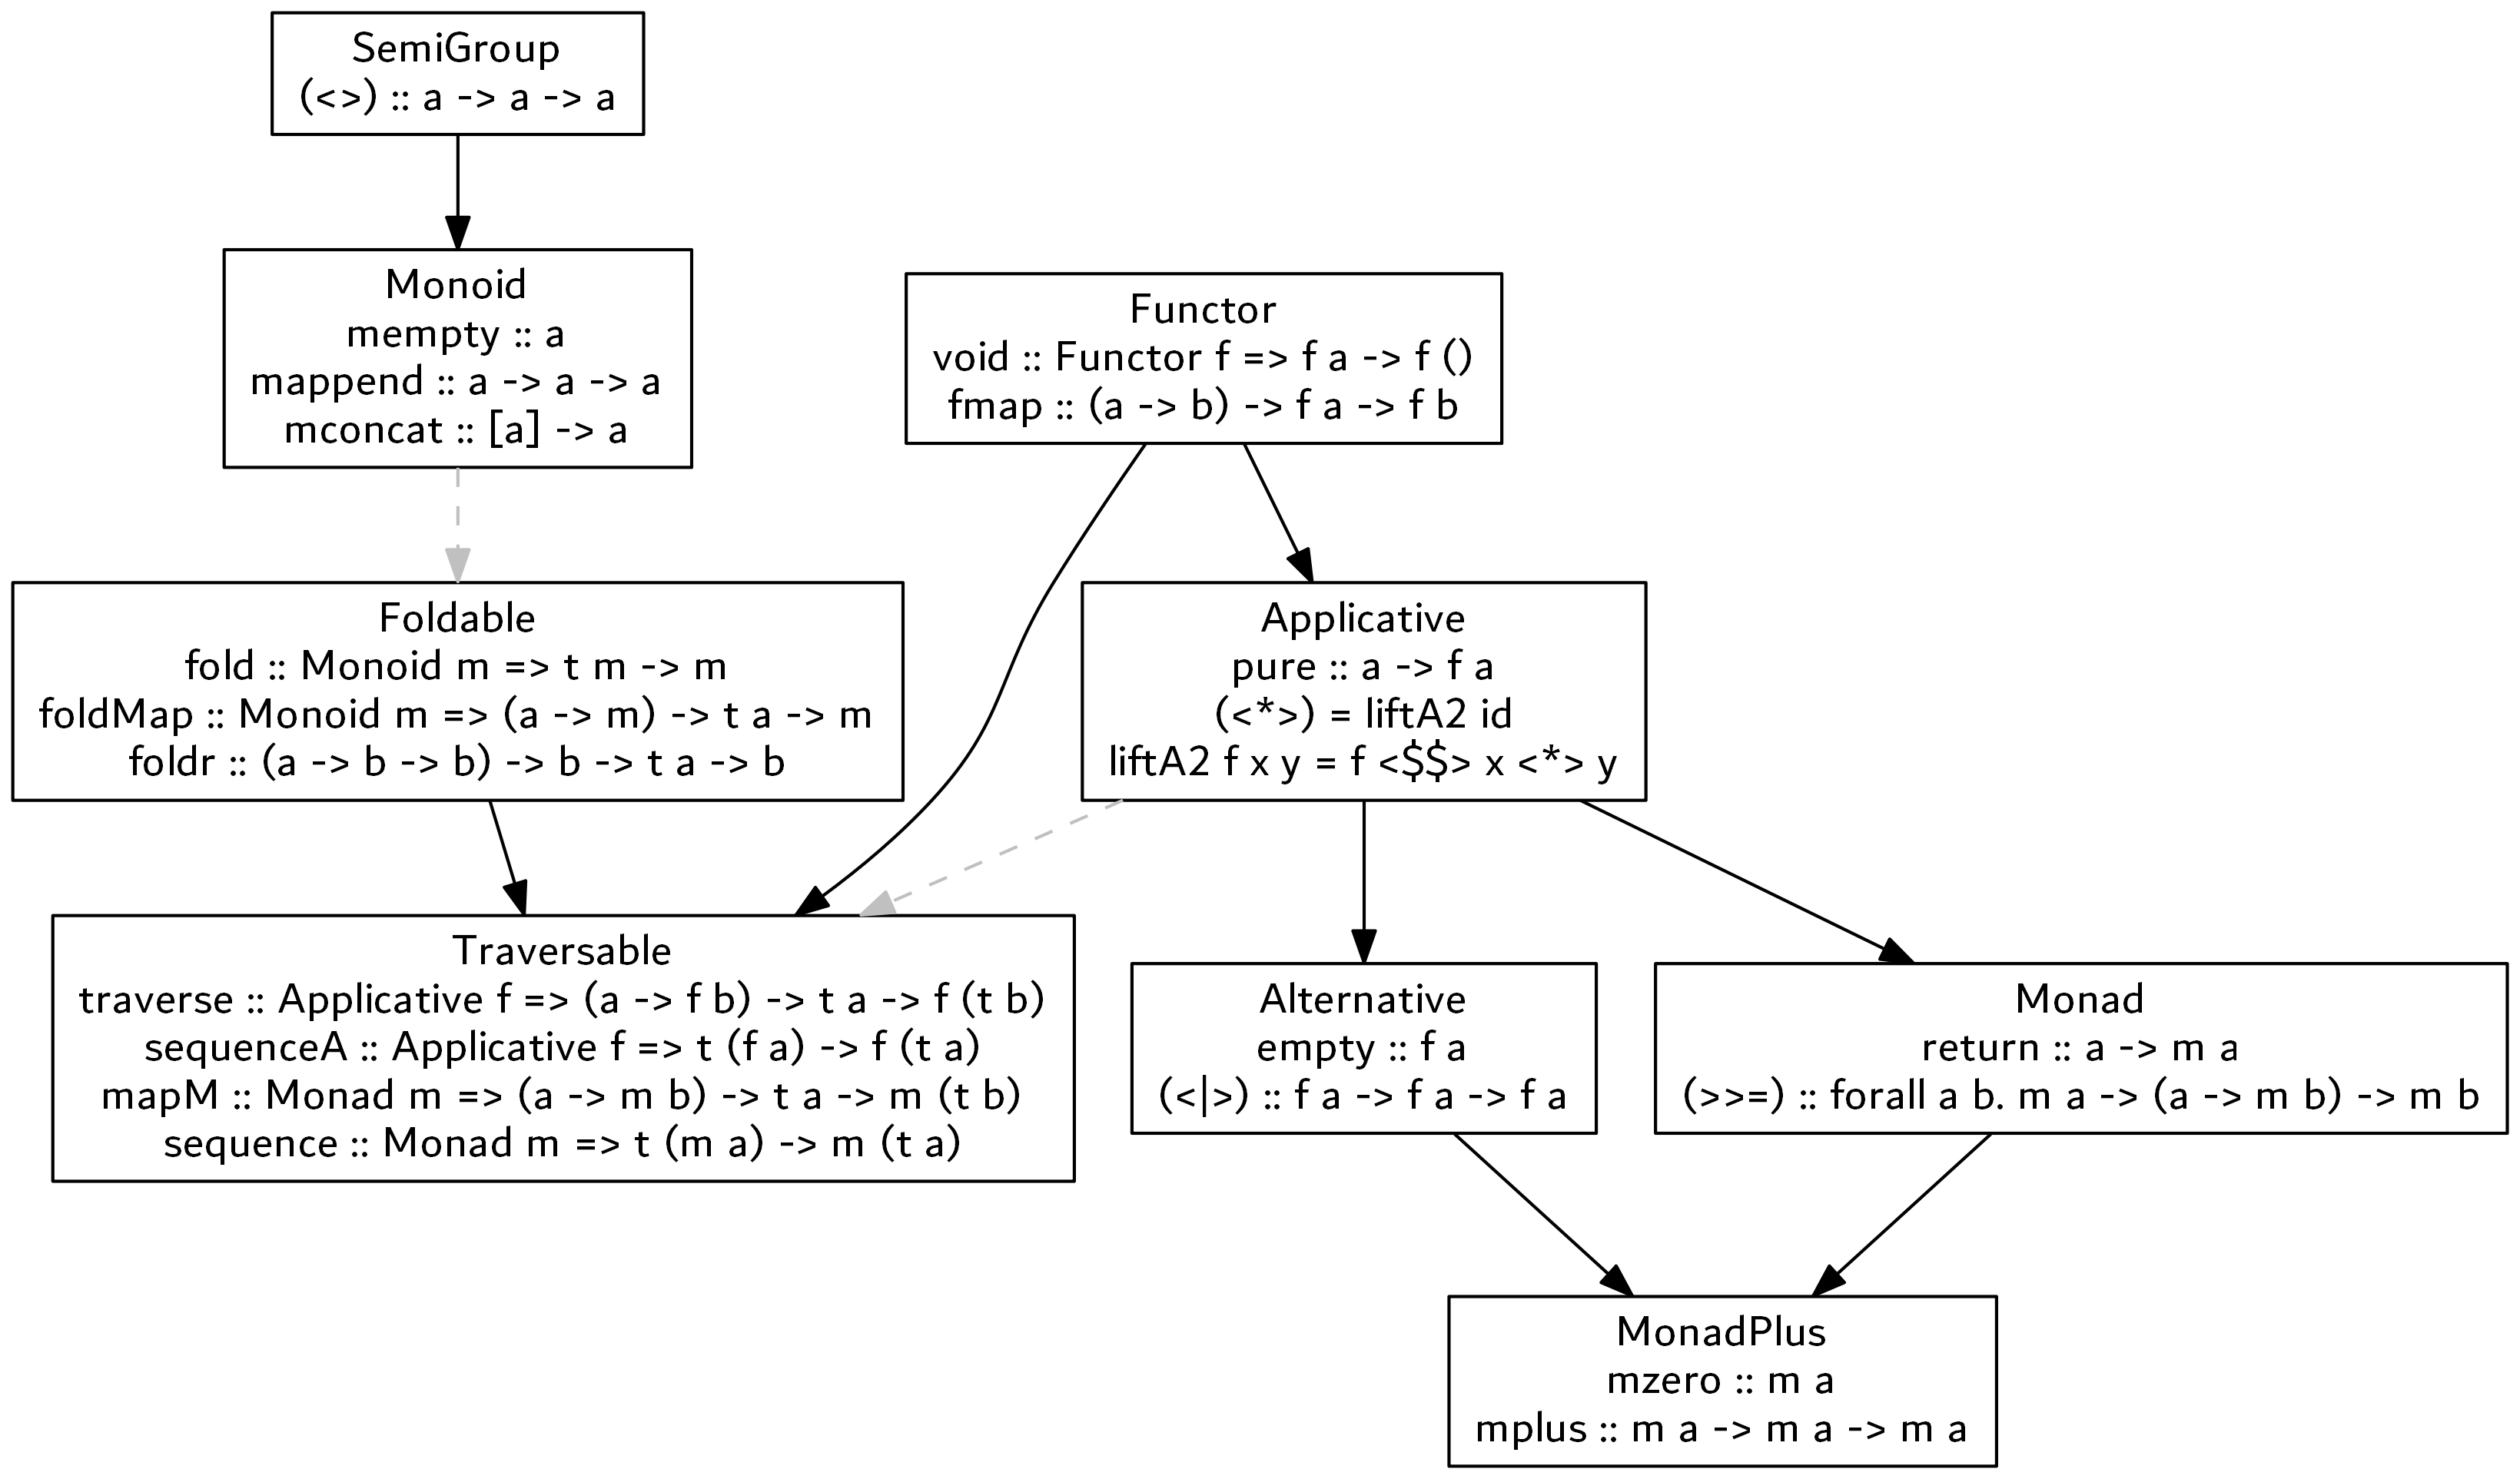 SemiGroup
(<>) :: a -> a -> a
Monoid
mempty :: a
mappend :: a -> a -> a
mconcat :: [a] -> a
Functor
void :: Functor f => f a -> f ()
fmap :: (a -> b) -> f a -> f b
Foldable
fold :: Monoid m => t m -> m
foldMap :: Monoid m => (a -> m) -> t a -> m
foldr :: (a -> b -> b) -> b -> t a -> b
Applicative
pure :: a -> f a
(<*>) = liftA2 id
liftA2 f x y = f <$$> x <*> y
Traversable
traverse :: Applicative f => (a -> f b) -> t a -> f (t b)
sequenceA :: Applicative f => t (f a) -> f (t a)
mapM :: Monad m => (a -> m b) -> t a -> m (t b)
sequence :: Monad m => t (m a) -> m (t a)
Alternative
empty :: f a
(<|>) :: f a -> f a -> f a
Monad
return :: a -> m a
(>>=) :: forall a b. m a -> (a -> m b) -> m b
MonadPlus
mzero :: m a
mplus :: m a -> m a -> m a